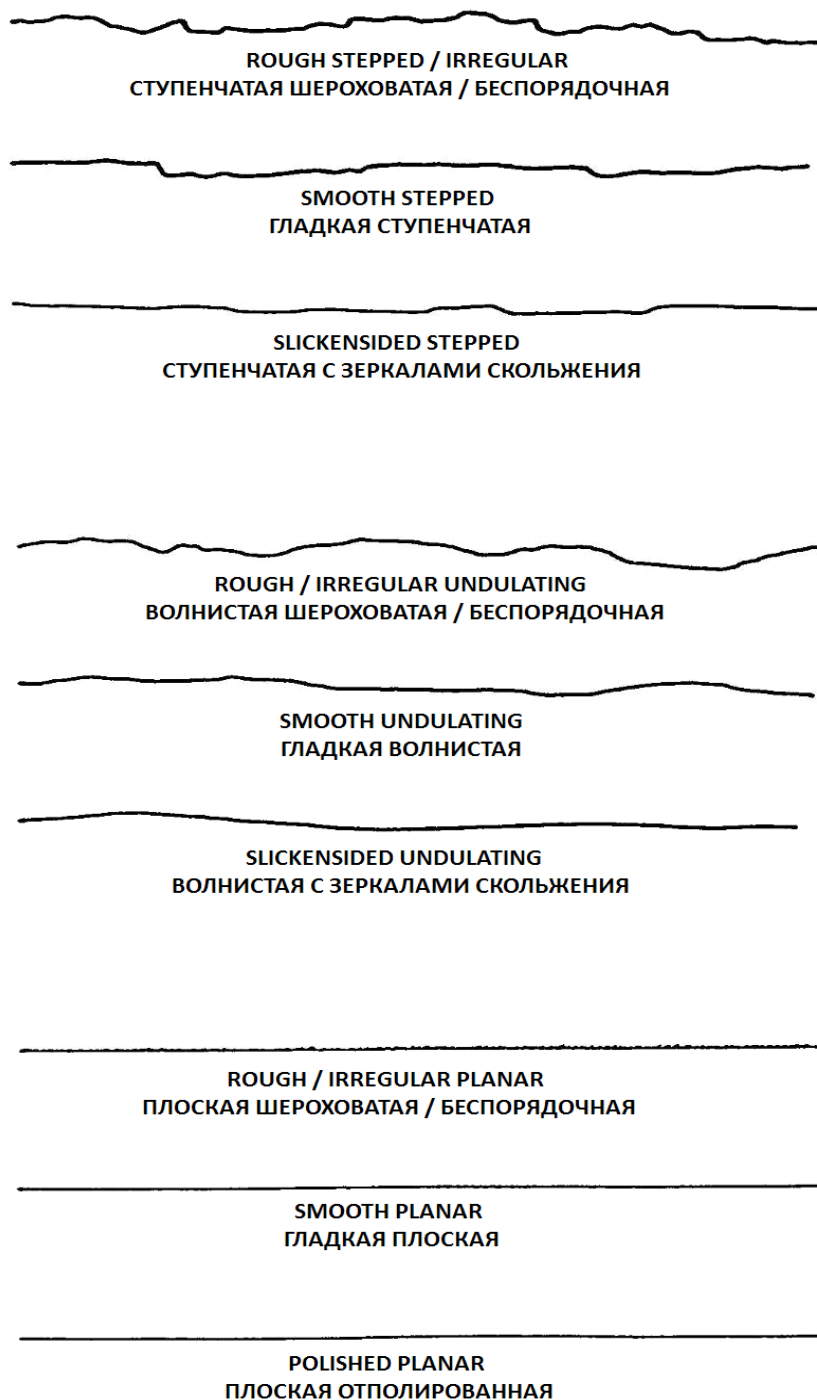 ROUGH STEPPED / IRREGULAR
СТУПЕНЧАТАЯ ШЕРОХОВАТАЯ / БЕСПОРЯДОЧНАЯ
SMOOTH STEPPED
ГЛАДКАЯ СТУПЕНЧАТАЯ
SLICKENSIDED STEPPED
СТУПЕНЧАТАЯ С ЗЕРКАЛАМИ СКОЛЬЖЕНИЯ
ROUGH / IRREGULAR UNDULATING
ВОЛНИСТАЯ ШЕРОХОВАТАЯ / БЕСПОРЯДОЧНАЯ
SMOOTH UNDULATING
ГЛАДКАЯ ВОЛНИСТАЯ
SLICKENSIDED UNDULATING
ВОЛНИСТАЯ С ЗЕРКАЛАМИ СКОЛЬЖЕНИЯ
ROUGH / IRREGULAR PLANAR
ПЛОСКАЯ ШЕРОХОВАТАЯ / БЕСПОРЯДОЧНАЯ
SMOOTH PLANAR
ГЛАДКАЯ ПЛОСКАЯ
POLISHED PLANAR
ПЛОСКАЯ ОТПОЛИРОВАННАЯ